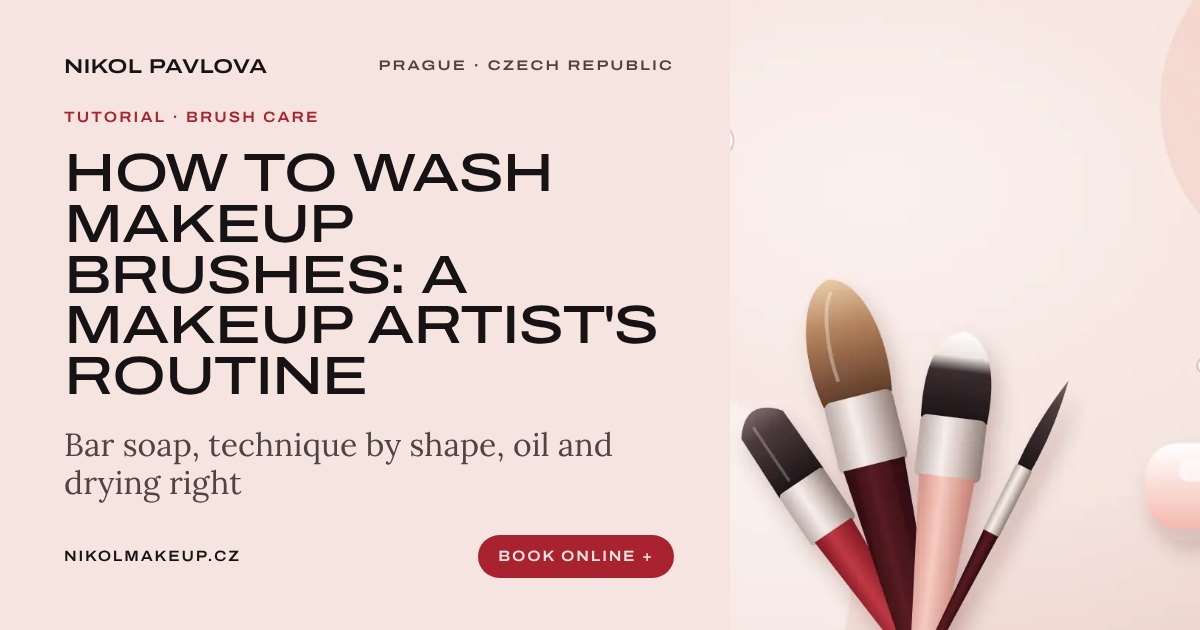 NIKOL PAVLOVA
PRAGUE · CZECH REPUBLIC
TUTORIAL · BRUSH CARE
HOW TO WASH
MAKEUP
BRUSHES: A
MAKEUP ARTIST'S
ROUTINE
Bar soap, technique by shape, oil and
drying right
NIKOLMAKEUP.CZ
BOOK ONLINE +